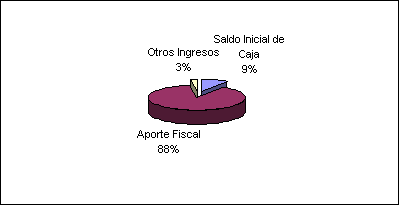 Saldo Inicial de
Caja
9%
Otros Ingresos
3%
Aporte Fiscal
88%